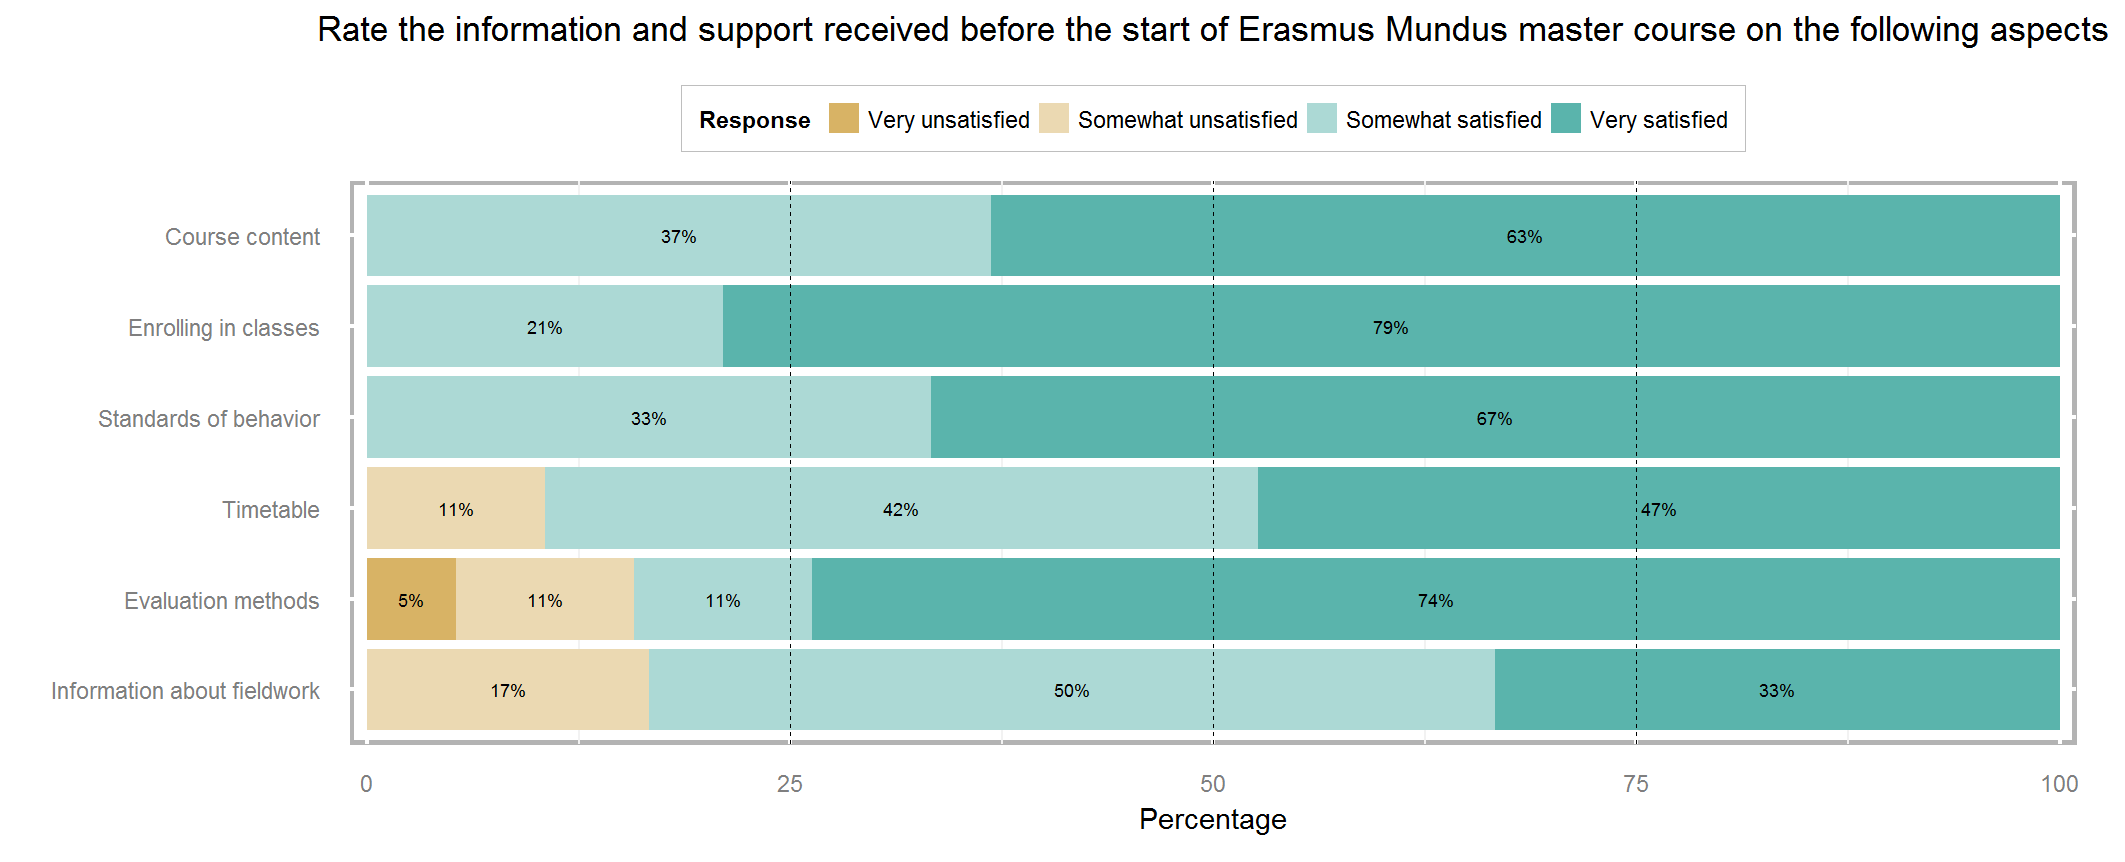 Rate the information and support received before the start of Erasmus Mundus master course on the following aspects
Response Very unsatisfied Somewhat unsatisfied Somewhat satisfied Very satisfied
Course content 37% 63%
Enrolling in classes 21% 79%
Standards of behavior 33% 67%
Timetable 11% 42% 47%
Evaluation methods 5% 11% 11% 74%
Information about fieldwork 17% 50% 33%
0 25 50 75 100
Percentage